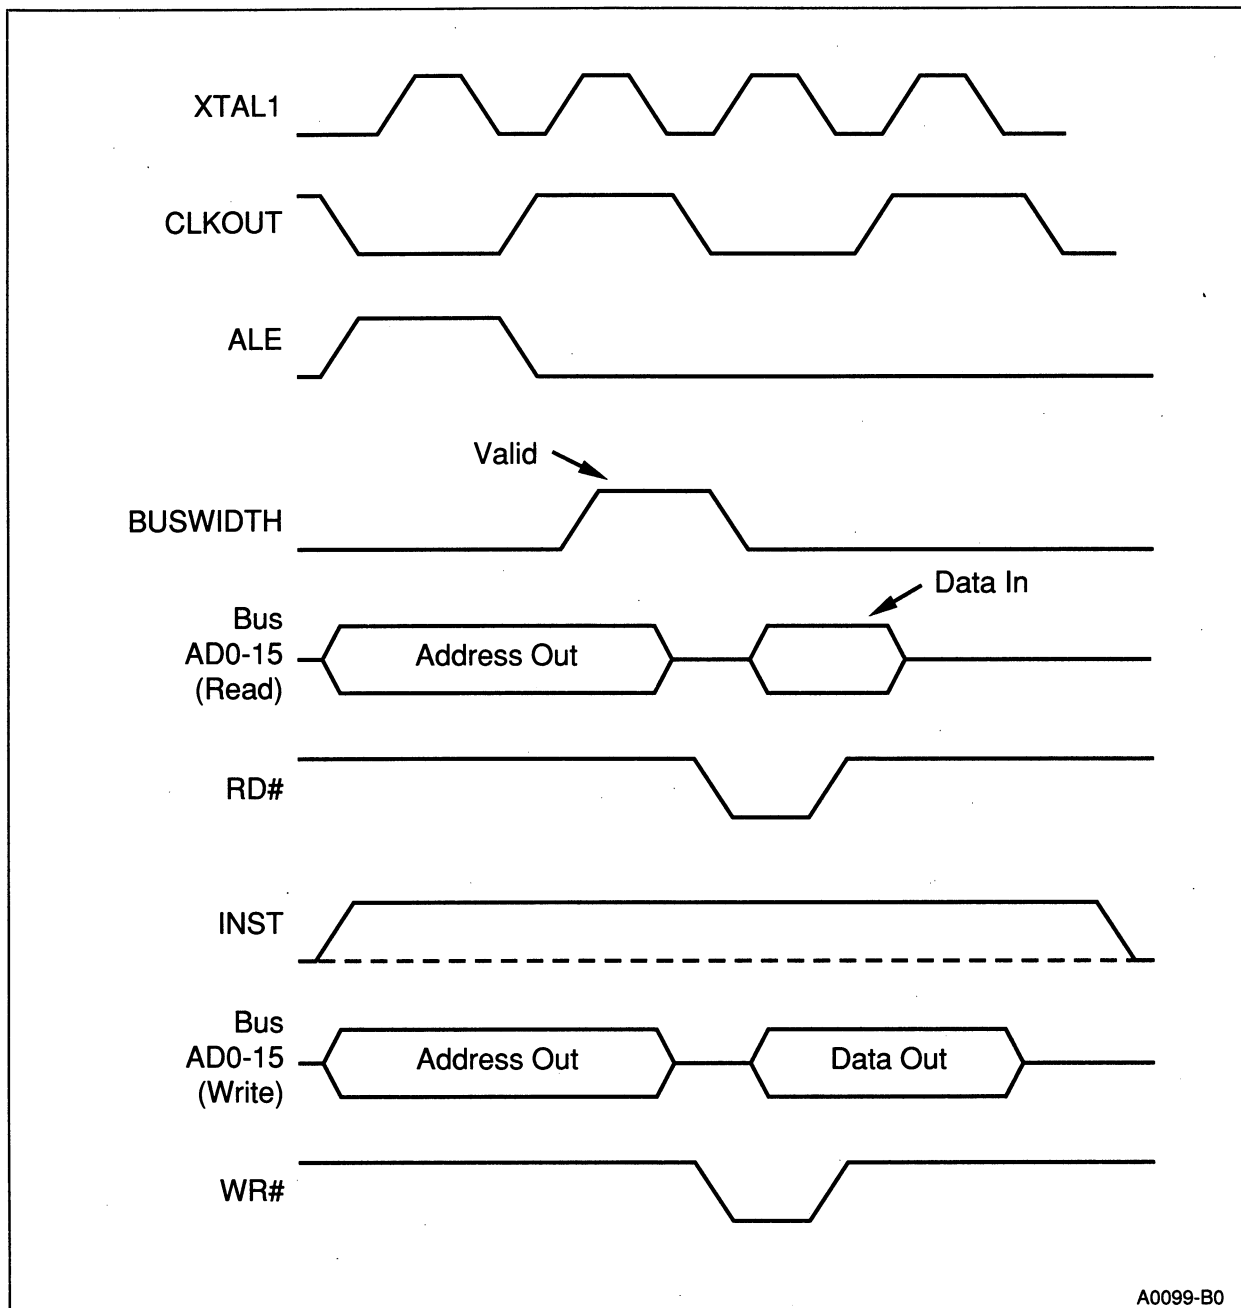 XTAL1
CLKOUT
ALE
Valid
BUSWIDTH
Data In
Bus
AD0-15
(Read)
Address Out
RD#
INST
Bus
AD0-15
(Write)
Address Out
Data Out
WR#
A0099-B0